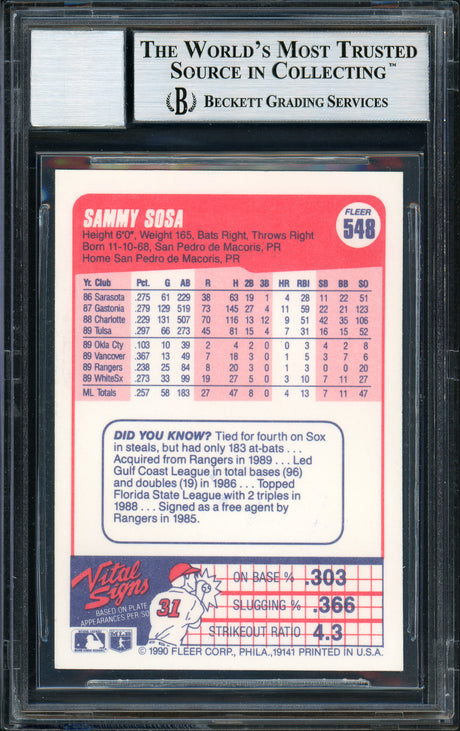 THE WORLD'S MOST TRUSTED
SOURCE IN COLLECTING™
B BECKETT GRADING SERVICES
SAMMY SOSA
FLEER
548
Height 6'0", Weight 165, Bats Right, Throws Right
Born 11-10-68, San Pedro de Macoris, PR
Home San Pedro de Macoris, PR
Yr. Club Pct. G AB R H 2B 3B HR RBI SB BB SO
86 Sarasota .275 61 229 38 63 19 1 4 28 11 22 51
87 Gastonia .279 129 519 73 145 27 4 11 59 22 21 123
88 Charlotte .229 131 507 70 116 13 12 9 51 42 35 106
89 Tulsa .297 66 273 45 81 15 4 7 31 16 15 52
89 Okla Cty .103 10 39 2 4 2 0 0 3 4 2 8
89 Vancover .367 13 49 7 18 3 0 1 5 3 7 6
89 Rangers .238 25 84 8 20 3 0 1 3 0 0 20
89 WhiteSx .273 33 99 19 27 5 0 3 10 7 11 27
ML Totals .257 58 183 27 47 8 0 4 13 7 11 47
DID YOU KNOW? Tied for fourth on Sox
in steals, but had only 183 at-bats . . .
Acquired from Rangers in 1989 . . . Led
Gulf Coast League in total bases (96)
and doubles (19) in 1986 . . . Topped
Florida State League with 2 triples in
1988 . . . Signed as a free agent by
Rangers in 1985.
Vital
Signs
BASED ON PLATE
APPEARANCES PER/SO
31
ON BASE % .303
SLUGGING % .366
STRIKEOUT RATIO 4.3
© 1990 FLEER CORP., PHILA., 19141 PRINTED IN U.S.A.